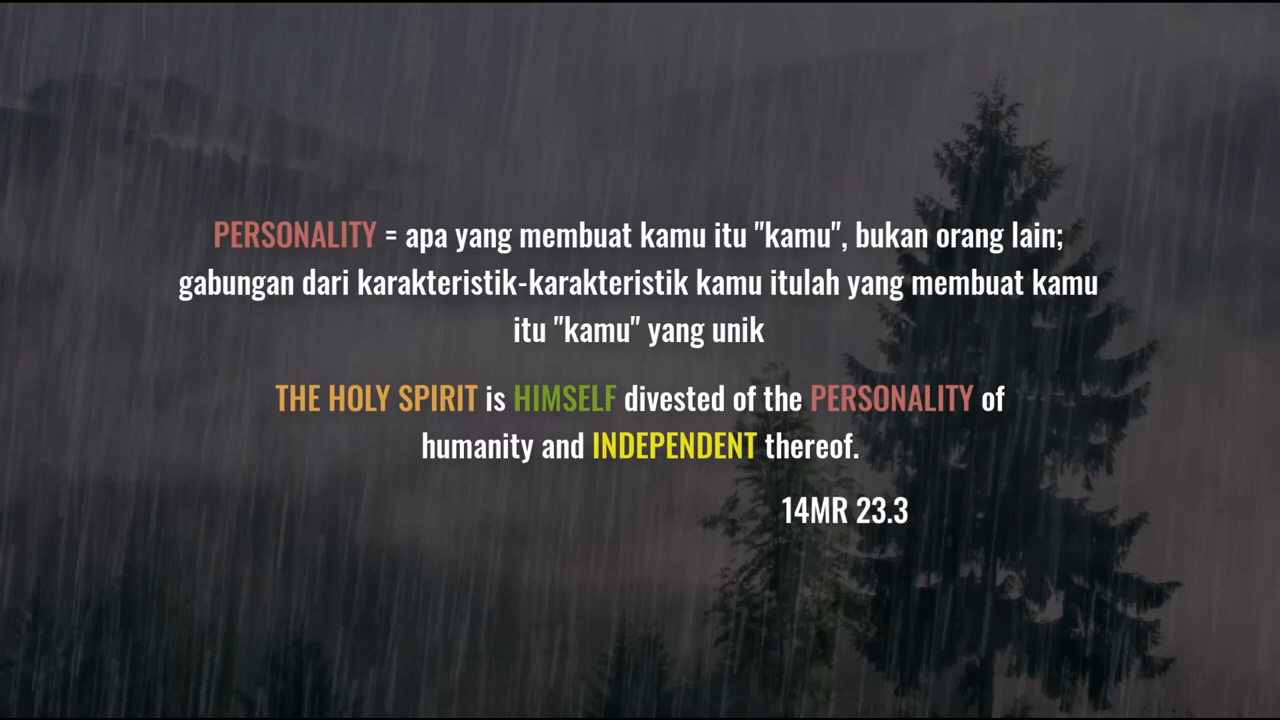 PERSONALITY = apa yang membuat kamu itu "kamu", bukan orang lain;
gabungan dari karakteristik-karakteristik kamu itulah yang membuat kamu
itu "kamu" yang unik
THE HOLY SPIRIT is HIMSELF divested of the PERSONALITY of
humanity and INDEPENDENT thereof.
14MR 23.3